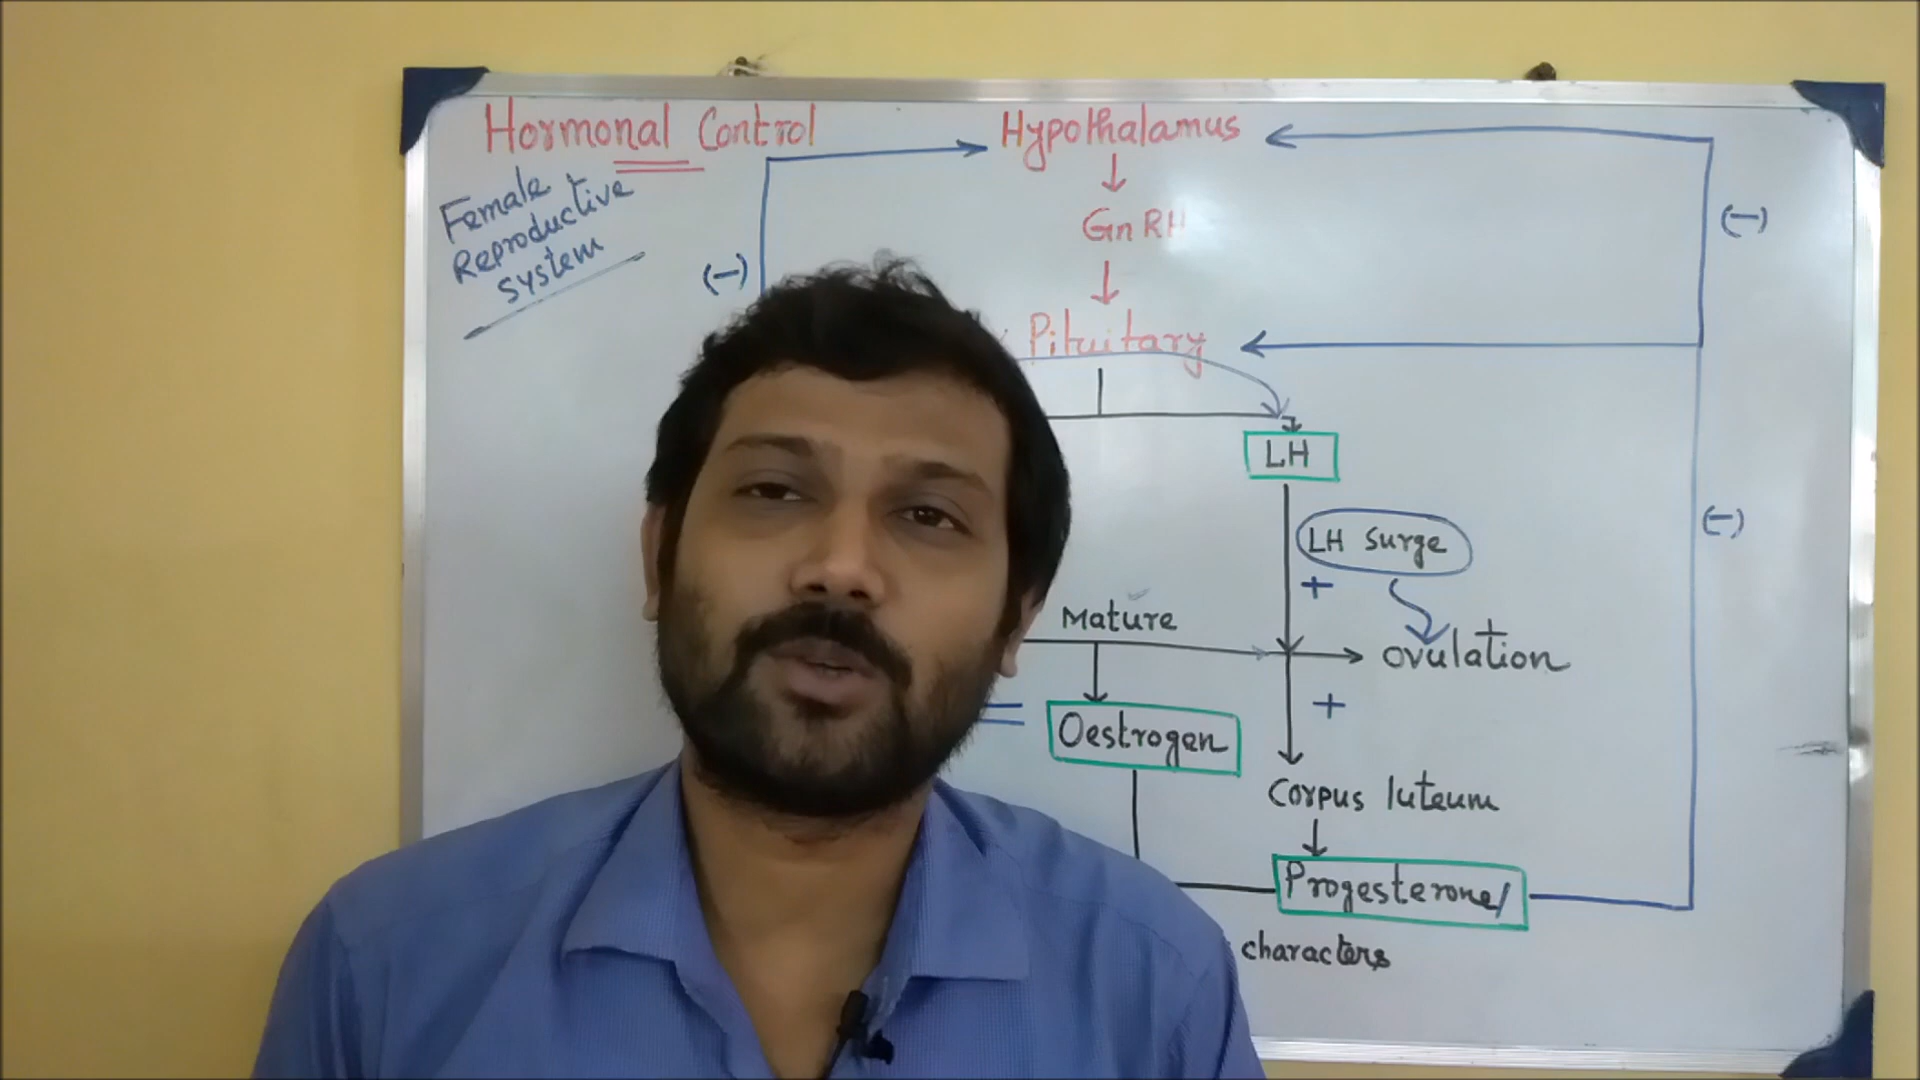 Hormonal Control
Female
Reproductive
system
Hypothalamus
GnRH
Pituitary
(-)
(-)
(-)
LH
LH surge
+
Mature
ovulation
+
Oestrogen
Corpus luteum
Progesterone/
characters